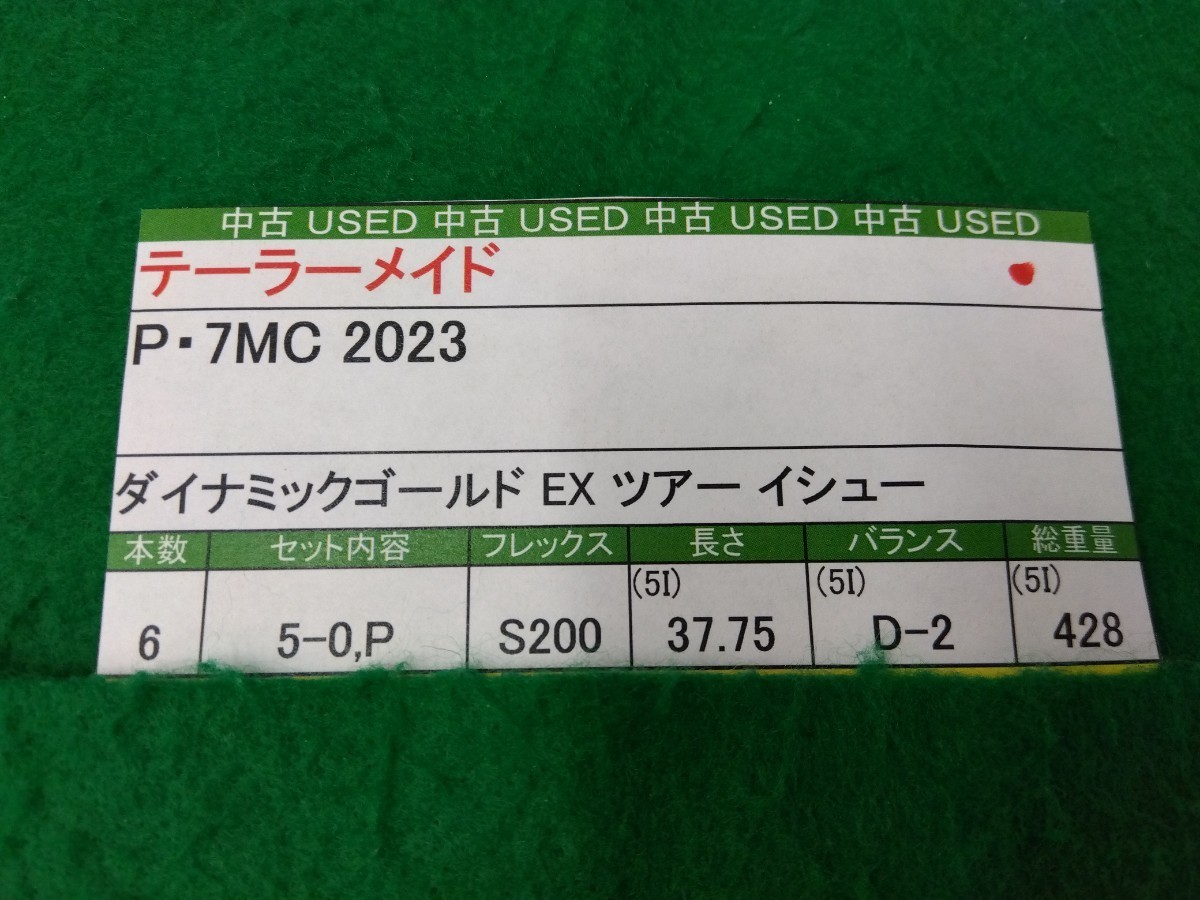 中古 USED 中古 USED 中古 USED 中古 USED
テーラーメイド
P・7MC 2023
ダイナミックゴールド EX ツアー イシュー
本数 セット内容 フレックス 長さ バランス 総重量
(5I) (5I) (5I)
6 5-0,P S200 37.75 D-2 428